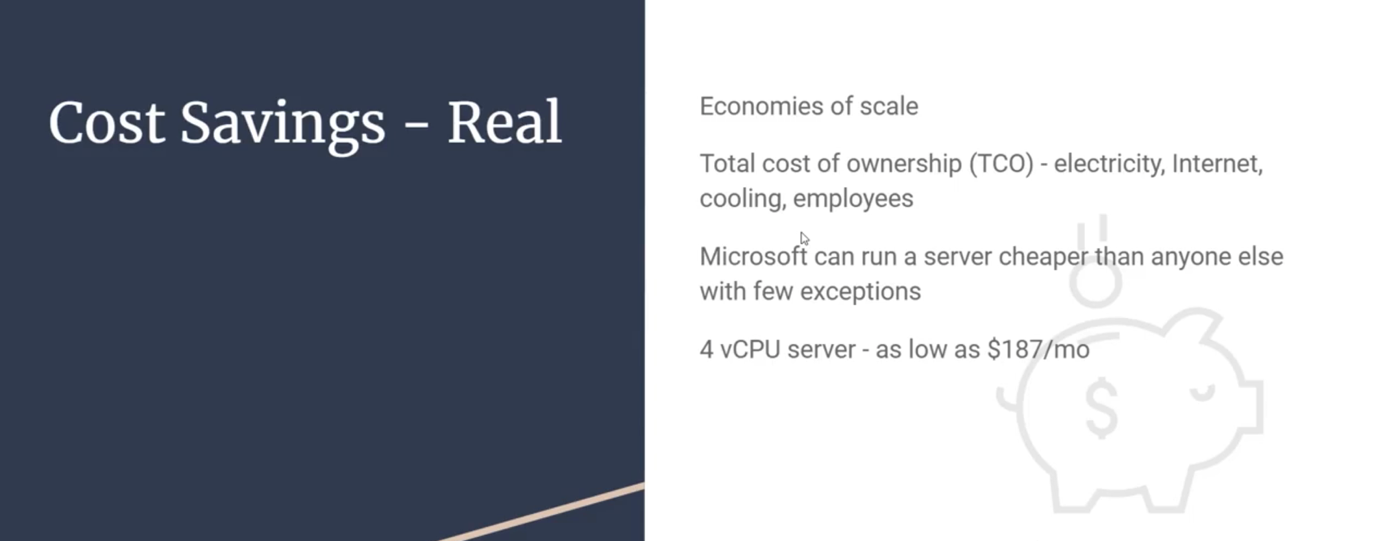 Cost Savings - Real
Economies of scale
Total cost of ownership (TCO) - electricity, Internet,
cooling, employees
Microsoft can run a server cheaper than anyone else
with few exceptions
4 vCPU server - as low as $187/mo
$